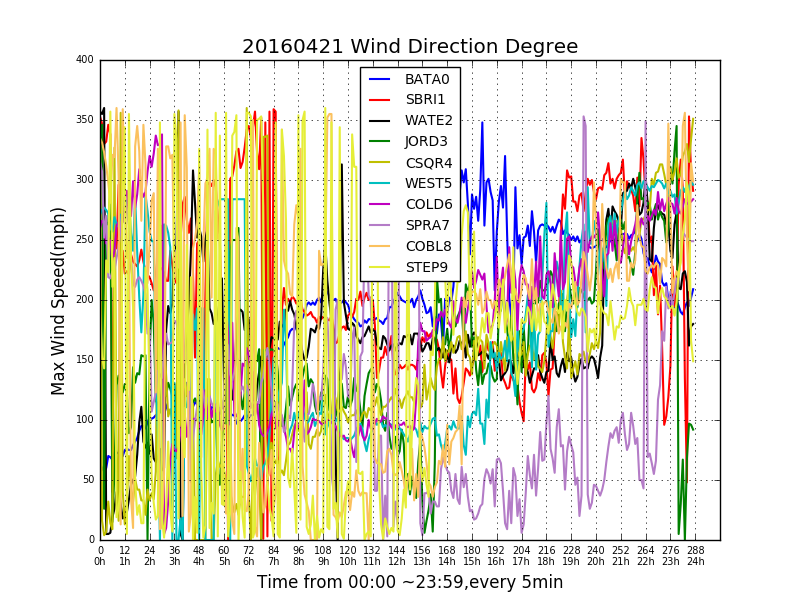 20160421 Wind Direction Degree
400
350
300
250
200
150
100
50
0
Max Wind Speed(mph)
BATA0
SBRI1
WATE2
JORD3
CSQR4
WEST5
COLD6
SPRA7
COBL8
STEP9
0 12 24 36 48 60 72 84 96 108 120 132 144 156 168 180 192 204 216 228 240 252 264 276 288
0h 1h 2h 3h 4h 5h 6h 7h 8h 9h 10h 11h 12h 13h 14h 15h 16h 17h 18h 19h 20h 21h 22h 23h 24h
Time from 00:00 ~23:59,every 5min